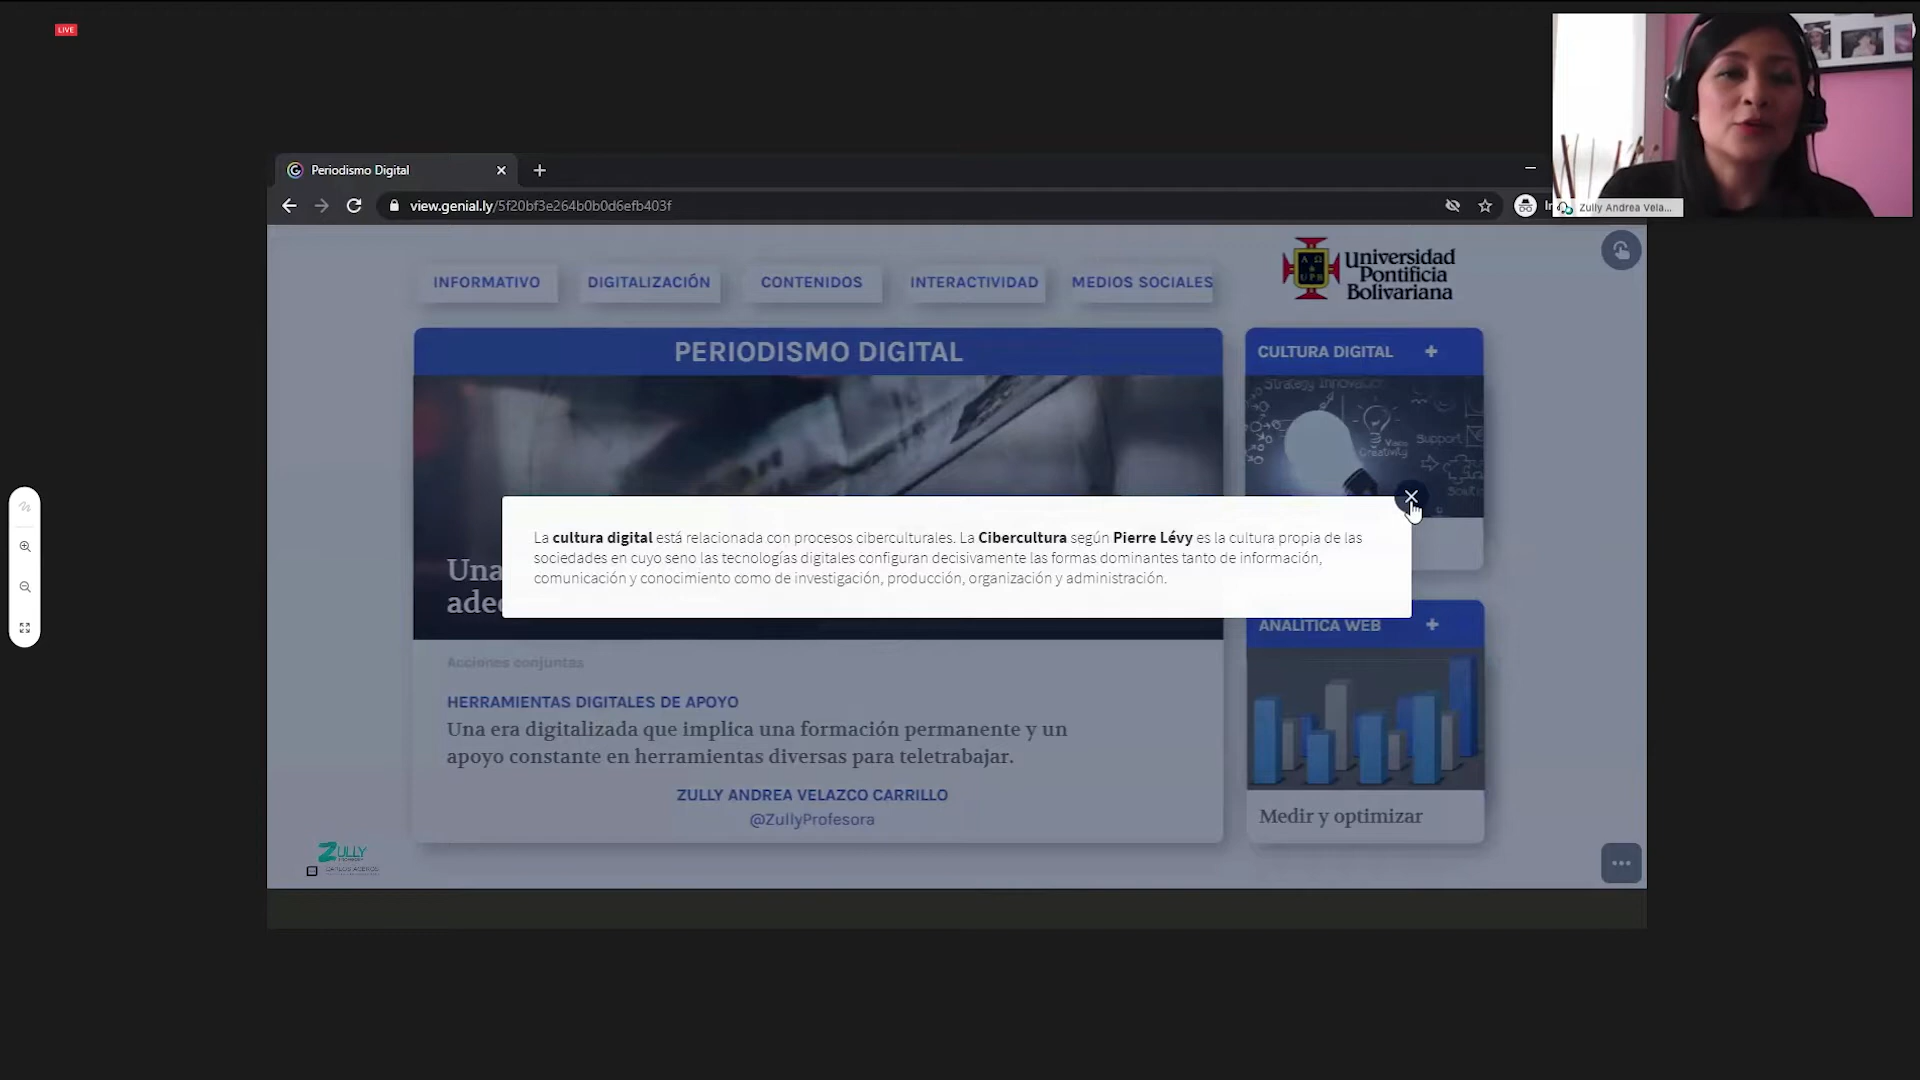 LIVE
Periodismo Digital
view.genial.ly/5f20bf3e264b0b0d6efb403f
Zully Andrea Vela...
INFORMATIVO
DIGITALIZACIÓN
CONTENIDOS
INTERACTIVIDAD
MEDIOS SOCIALES
Universidad
Pontificia
Bolivariana
PERIODISMO DIGITAL
CULTURA DIGITAL +
Strategy Innovation
Support
Creativity
La cultura digital está relacionada con procesos ciberculturales. La Cibercultura según Pierre Lévy es la cultura propia de las
sociedades en cuyo seno las tecnologías digitales configuran decisivamente las formas dominantes tanto de información,
comunicación y conocimiento como de investigación, producción, organización y administración.
Una
ANALÍTICA WEB +
Acciones conjuntas
HERRAMIENTAS DIGITALES DE APOYO
Una era digitalizada que implica una formación permanente y un
apoyo constante en herramientas diversas para teletrabajar.
ZULLY ANDREA VELAZCO CARRILLO
@ZullyProfesora
Medir y optimizar
ZULLY